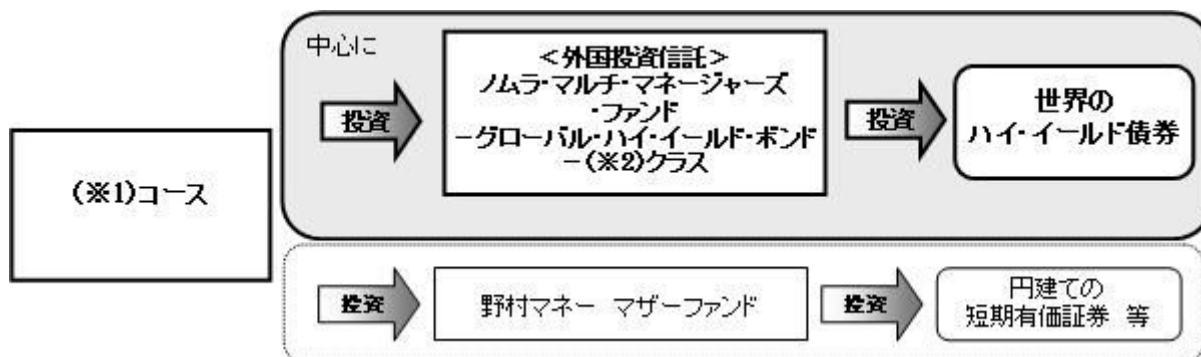 中心に
(※1)コース
投資
＜外国投資信託＞
ノムラ・マルチ・マネージャーズ
・ファンド
－グローバル・ハイ・イールド・ボンド
－(※2)クラス
投資
世界の
ハイ・イールド債券
投資
野村マネー マザーファンド
投資
円建ての
短期有価証券 等